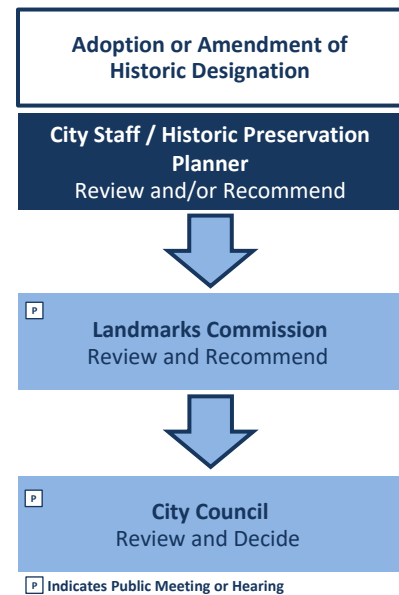 Adoption or Amendment of
Historic Designation
City Staff / Historic Preservation
Planner
Review and/or Recommend
P
Landmarks Commission
Review and Recommend
P
City Council
Review and Decide
P Indicates Public Meeting or Hearing